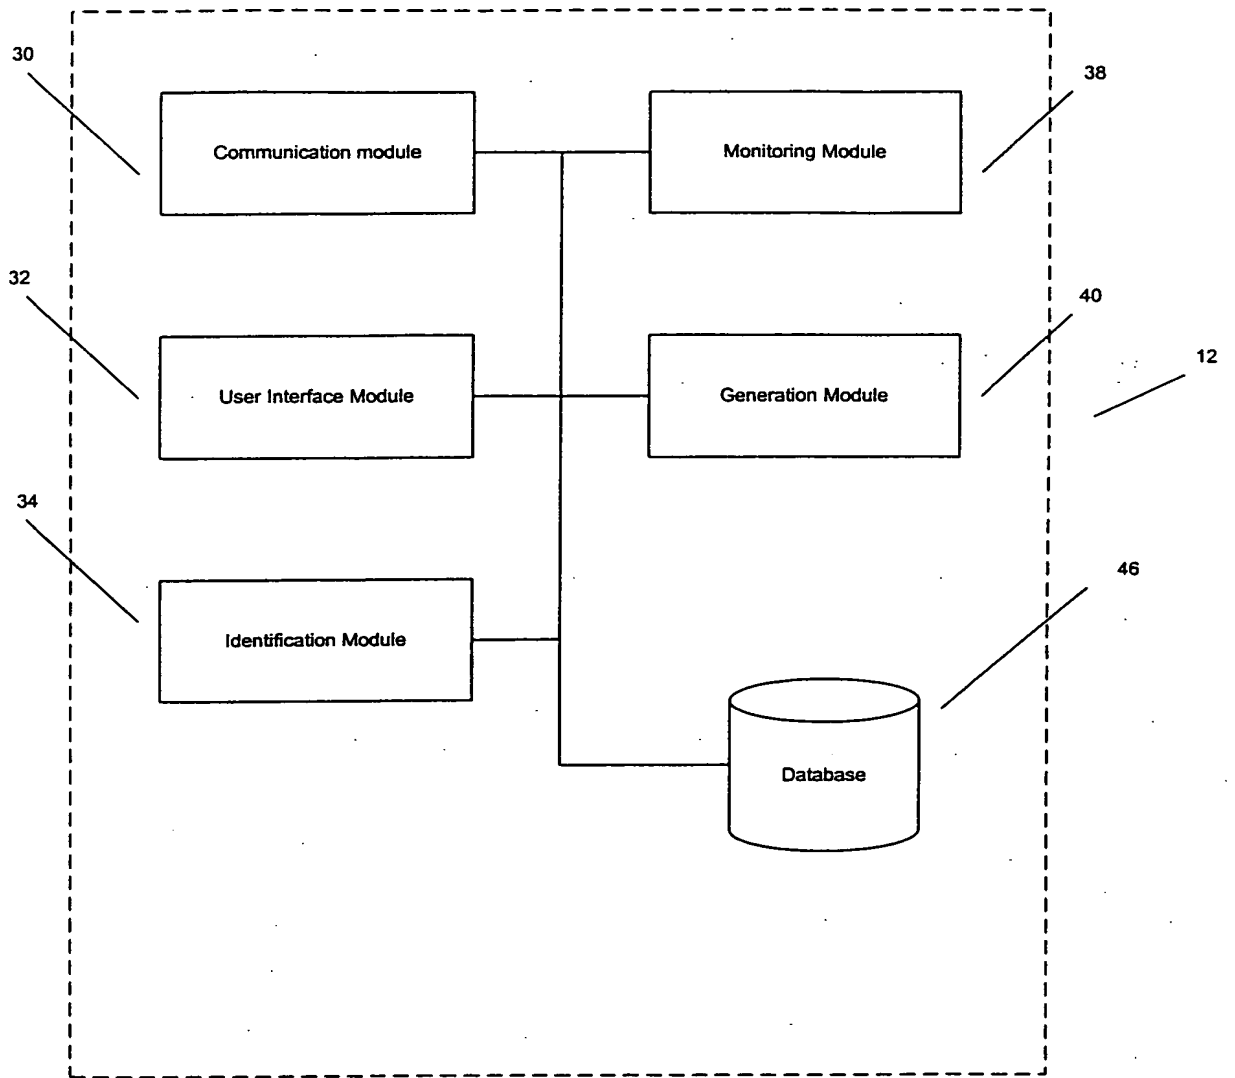 30
38
Communication module
Monitoring Module
32
40
12
User Interface Module
Generation Module
34
46
Identification Module
Database